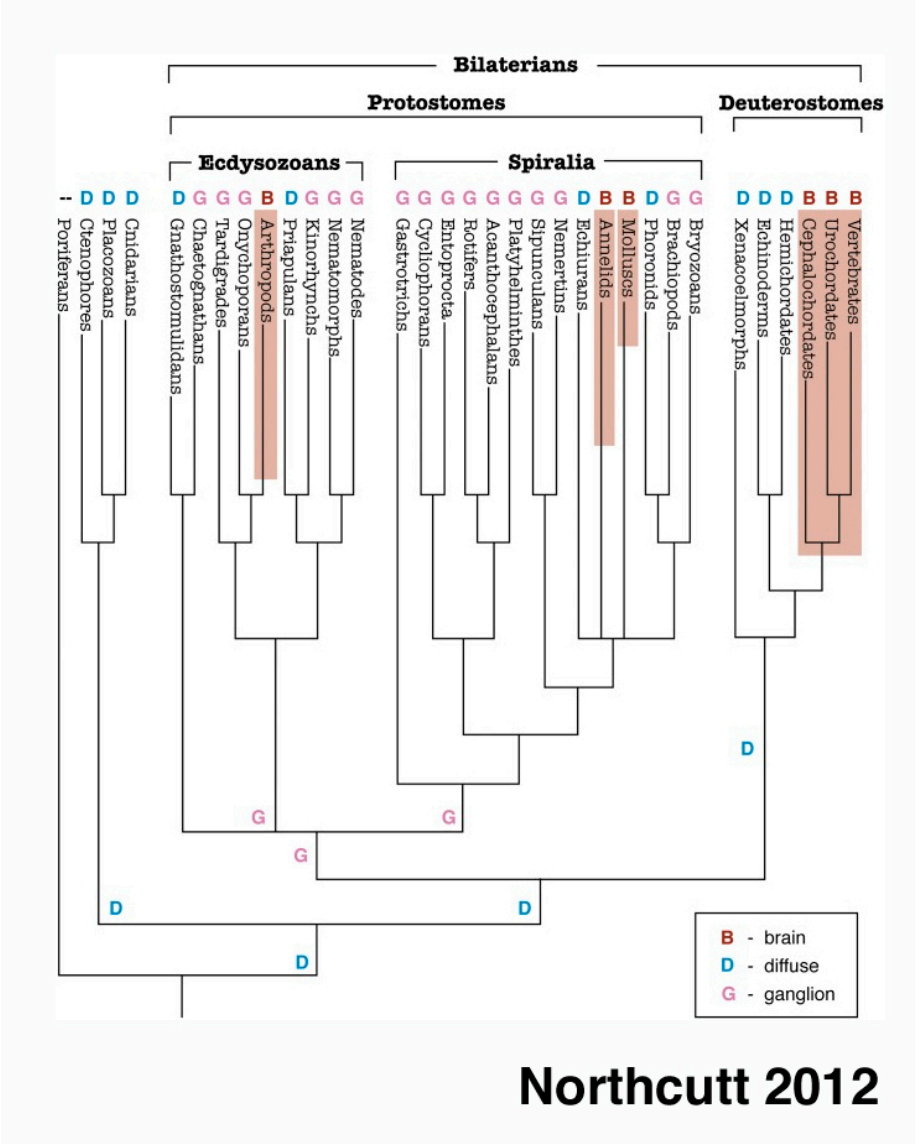 Bilaterians
Protostomes
Deuterostomes
Ecdysozoans
Spiralia
-- D D D D G G G B D G G G G G G G G G G G D B B D G G D D D B B B
Poriferans
Ctenophores
Placozoans
Cnidarians
Gnathostomulidans
Chaetognathans
Tardigrades
Onychoporans
Arthropods
Priapulans
Kinorhynchs
Nematomorphs
Nematodes
Gastrotrichs
Cycliophorans
Entoprocta
Rotifers
Acanthocephalans
Platyhelminthes
Sipunculans
Nemertins
Echiurans
Annelids
Molluscs
Phoronids
Brachiopods
Bryozoans
Xenacoelmorphs
Echinoderms
Hemichordates
Cephalochordates
Urochordates
Vertebrates
D
G
G
G
D
D
D
B - brain
D - diffuse
G - ganglion
Northcutt 2012